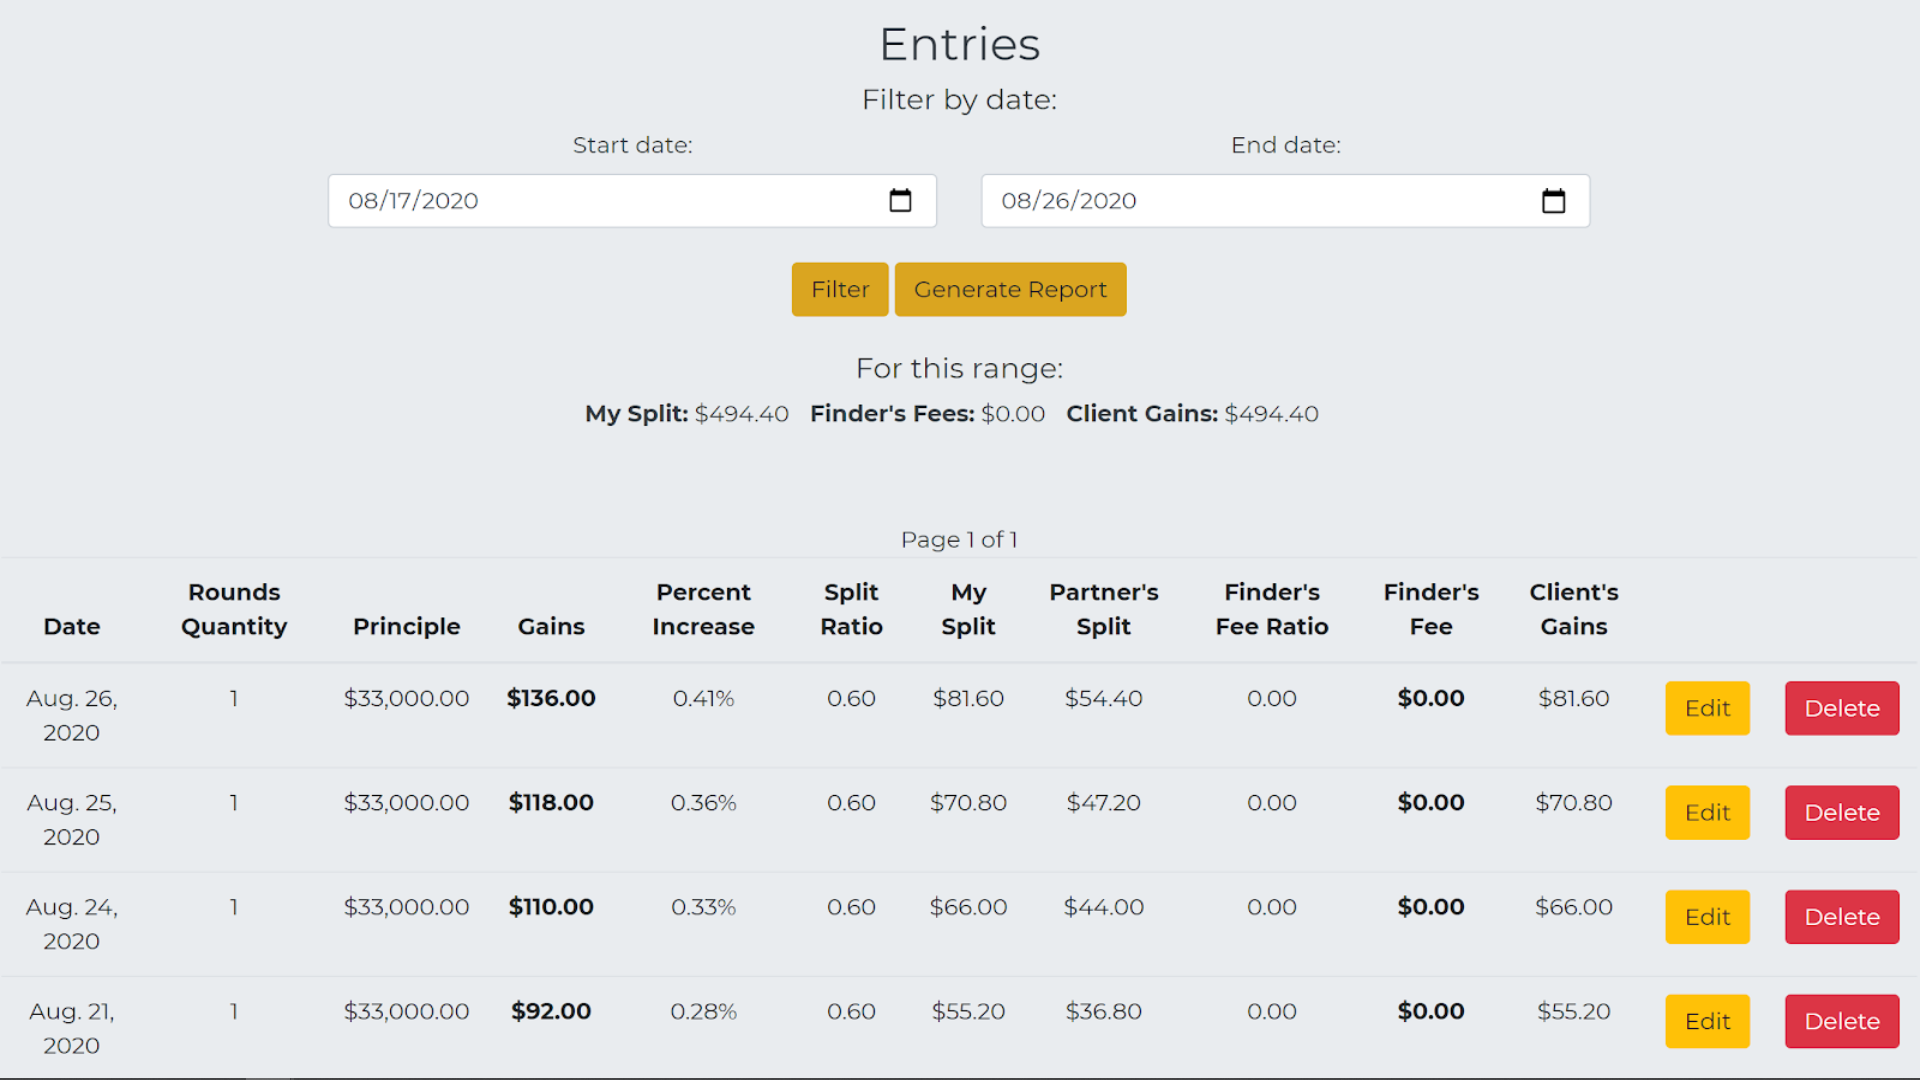 Entries
Filter by date:
Start date: End date:
08/17/2020 08/26/2020
Filter Generate Report
For this range:
My Split: $494.40 Finder's Fees: $0.00 Client Gains: $494.40
Page 1 of 1
Date Rounds Quantity Principle Gains Percent Increase Split Ratio My Split Partner's Split Finder's Fee Ratio Finder's Fee Client's Gains
Aug. 26, 2020 1 $33,000.00 $136.00 0.41% 0.60 $81.60 $54.40 0.00 $0.00 $81.60 Edit Delete
Aug. 25, 2020 1 $33,000.00 $118.00 0.36% 0.60 $70.80 $47.20 0.00 $0.00 $70.80 Edit Delete
Aug. 24, 2020 1 $33,000.00 $110.00 0.33% 0.60 $66.00 $44.00 0.00 $0.00 $66.00 Edit Delete
Aug. 21, 2020 1 $33,000.00 $92.00 0.28% 0.60 $55.20 $36.80 0.00 $0.00 $55.20 Edit Delete